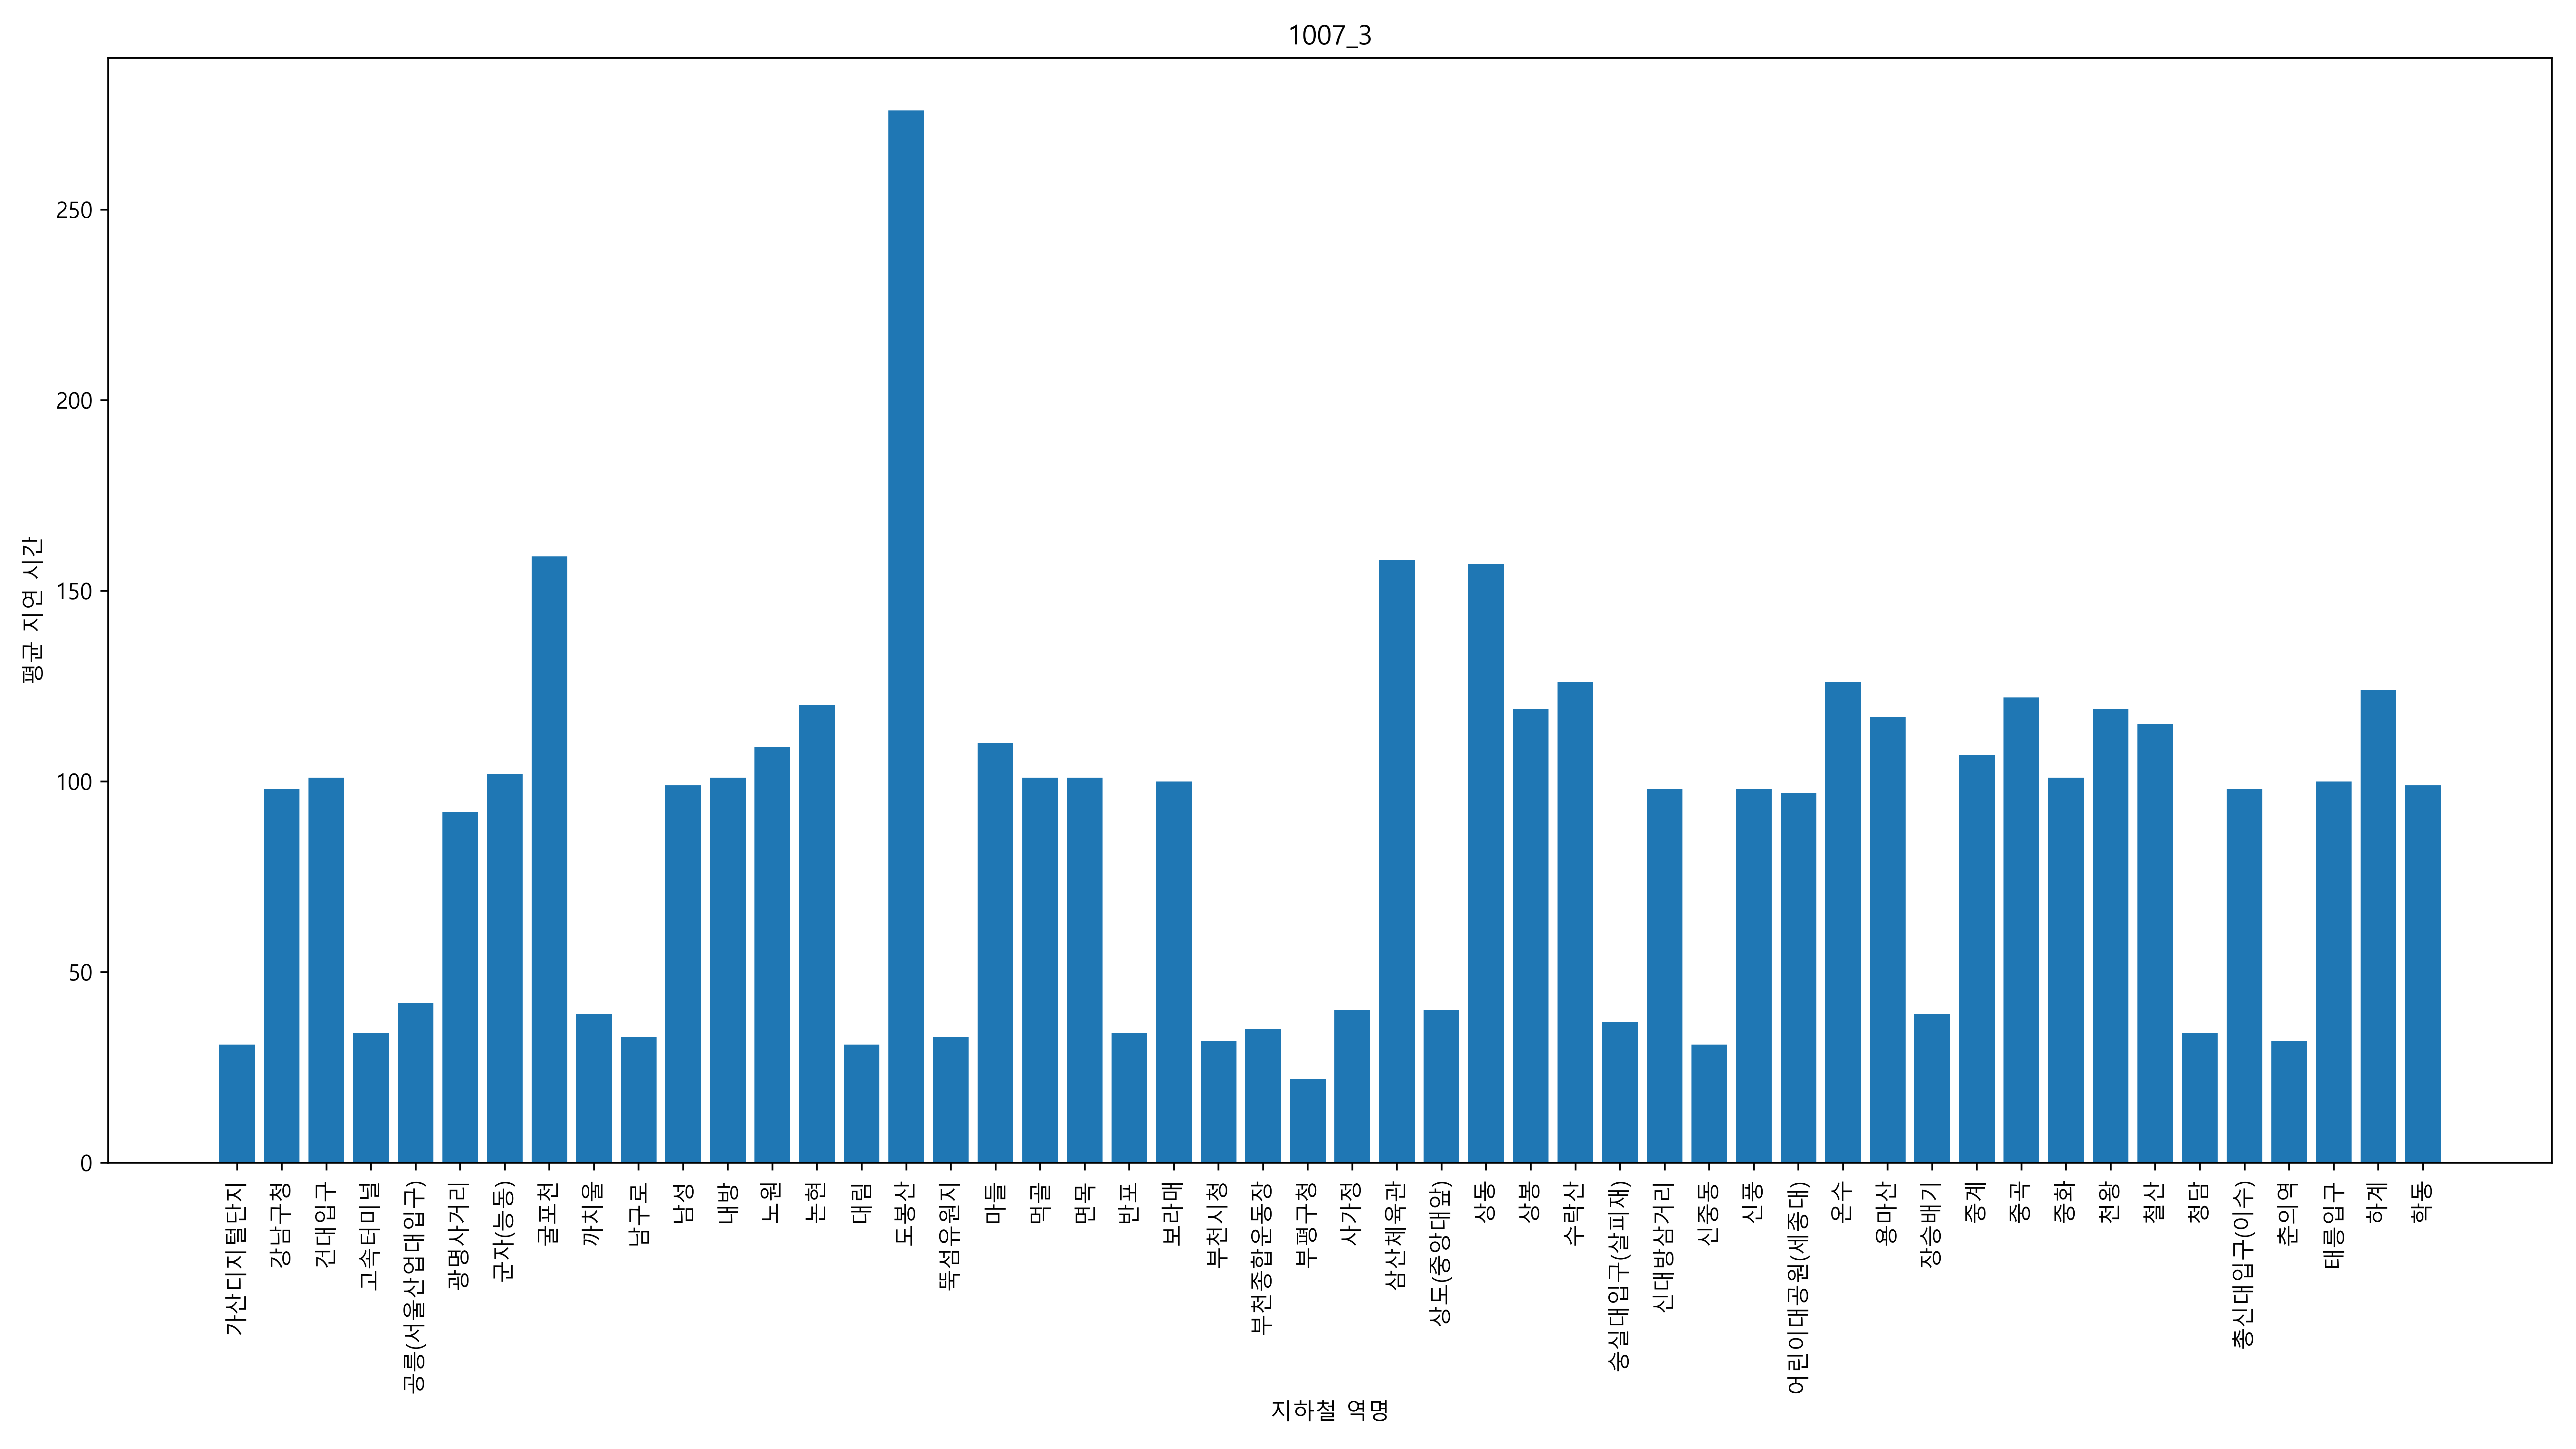 1007_3
평균 지연 시간
250
200
150
100
50
0
가산디지털단지
강남구청
건대입구
고속터미널
공릉(서울산업대입구)
광명사거리
군자(능동)
굴포천
까치울
남구로
남성
내방
노원
논현
대림
도봉산
뚝섬유원지
마들
먹골
면목
반포
보라매
부천시청
부천종합운동장
부평구청
사가정
삼산체육관
상도(중앙대앞)
상동
상봉
수락산
숭실대입구(살피재)
신대방삼거리
신중동
신풍
어린이대공원(세종대)
온수
용마산
장승배기
중계
중곡
중화
천왕
철산
청담
총신대입구(이수)
춘의역
태릉입구
하계
학동
지하철 역명